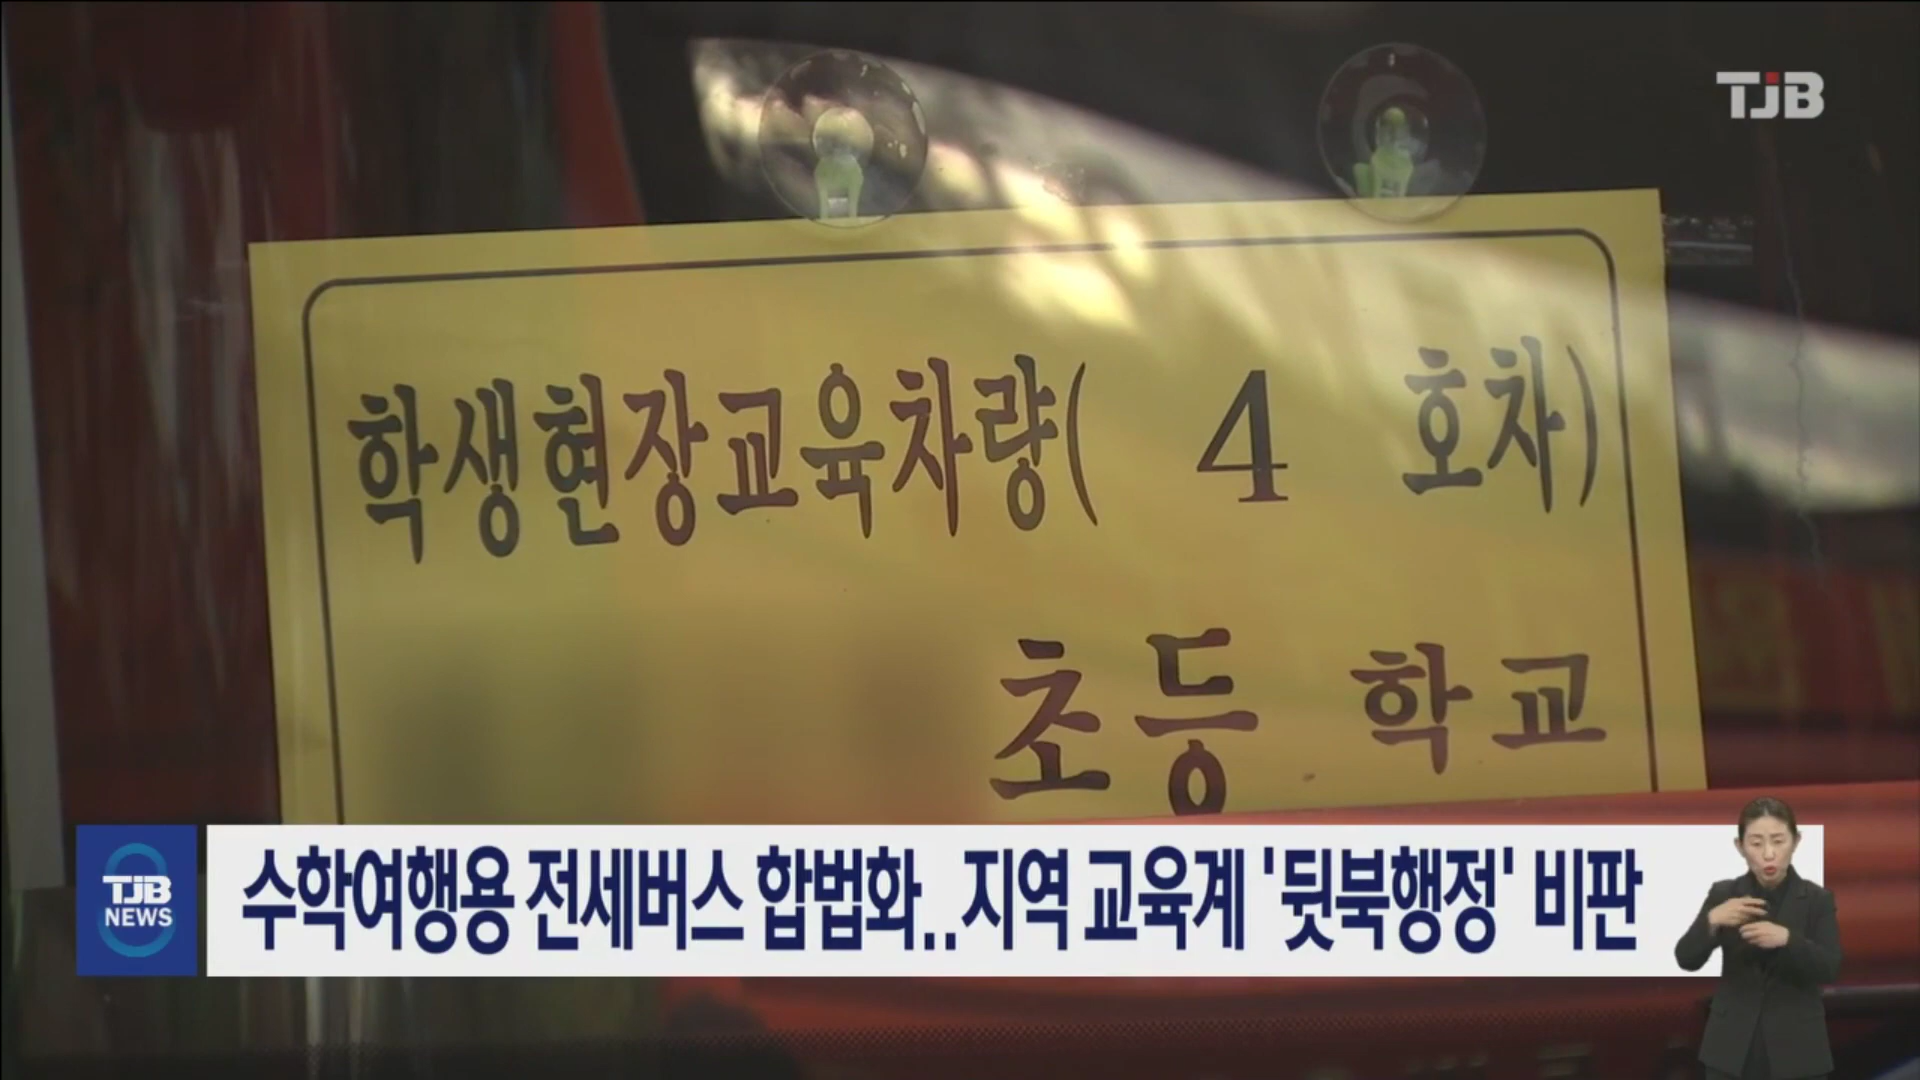 TJB
학생현장교육차량( 4 호차)
초등 학교
TJB
NEWS
수학여행용 전세버스 합법화..지역 교육계 '뒷북행정' 비판